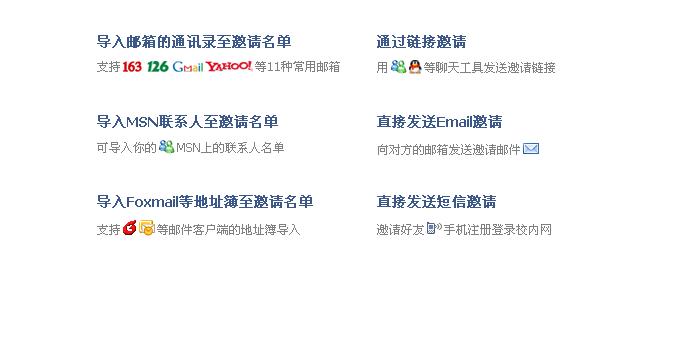 导入邮箱的通讯录至邀请名单
支持163 126 Gmail YAHOO!等11种常用邮箱
导入MSN联系人至邀请名单
可导入你的MSN上的联系人名单
导入Foxmail等地址簿至邀请名单
支持等邮件客户端的地址簿导入
通过链接邀请
用等聊天工具发送邀请链接
直接发送Email邀请
向对方的邮箱发送邀请邮件
直接发送短信邀请
邀请好友手机注册登录校内网